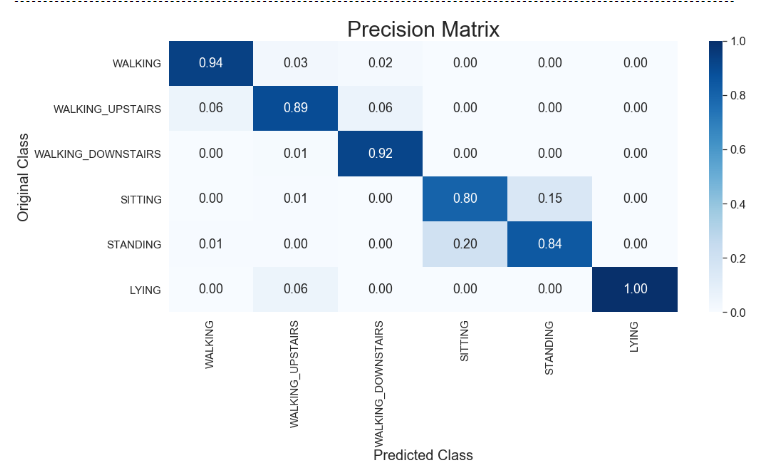 Precision Matrix
Original Class
WALKING 0.94 0.03 0.02 0.00 0.00 0.00
WALKING_UPSTAIRS 0.06 0.89 0.06 0.00 0.00 0.00
WALKING_DOWNSTAIRS 0.00 0.01 0.92 0.00 0.00 0.00
SITTING 0.00 0.01 0.00 0.80 0.15 0.00
STANDING 0.01 0.00 0.00 0.20 0.84 0.00
LYING 0.00 0.06 0.00 0.00 0.00 1.00
1.0
0.8
0.6
0.4
0.2
0.0
WALKING
WALKING_UPSTAIRS
WALKING_DOWNSTAIRS
SITTING
STANDING
LYING
Predicted Class